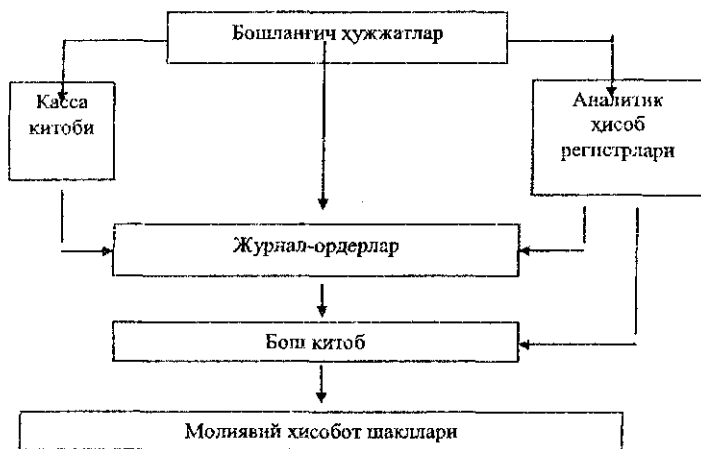 Бошланғич ҳужжатлар
Касса
китоби
Аналитик
ҳисоб
регистрлари
Журнал-ордерлар
Бош китоб
Молиявий ҳисобот шакллари